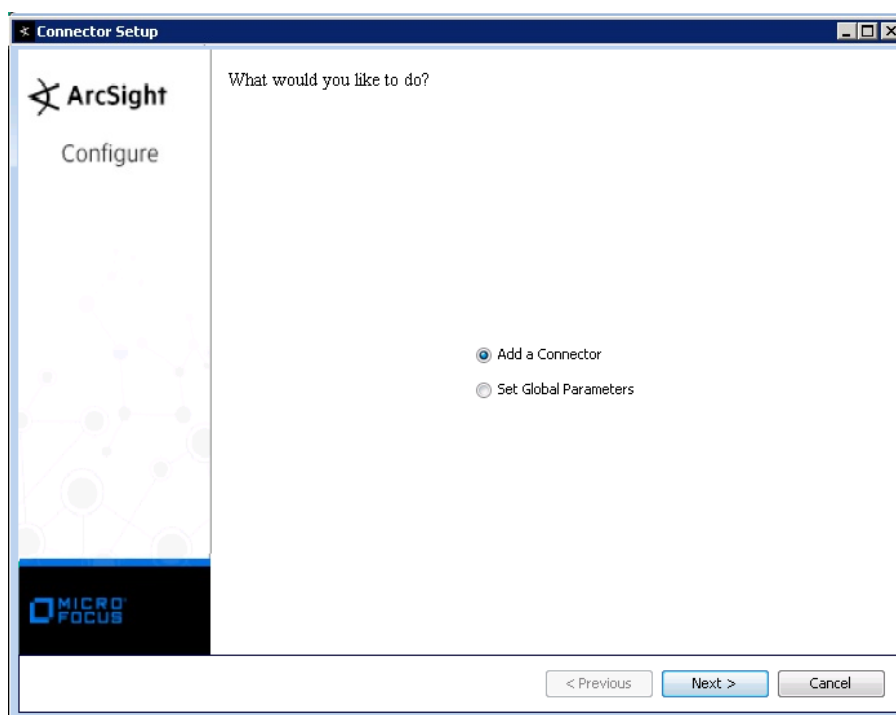 Connector Setup
ArcSight
Configure
What would you like to do?
Add a Connector
Set Global Parameters
MICRO
FOCUS
< Previous
Next >
Cancel